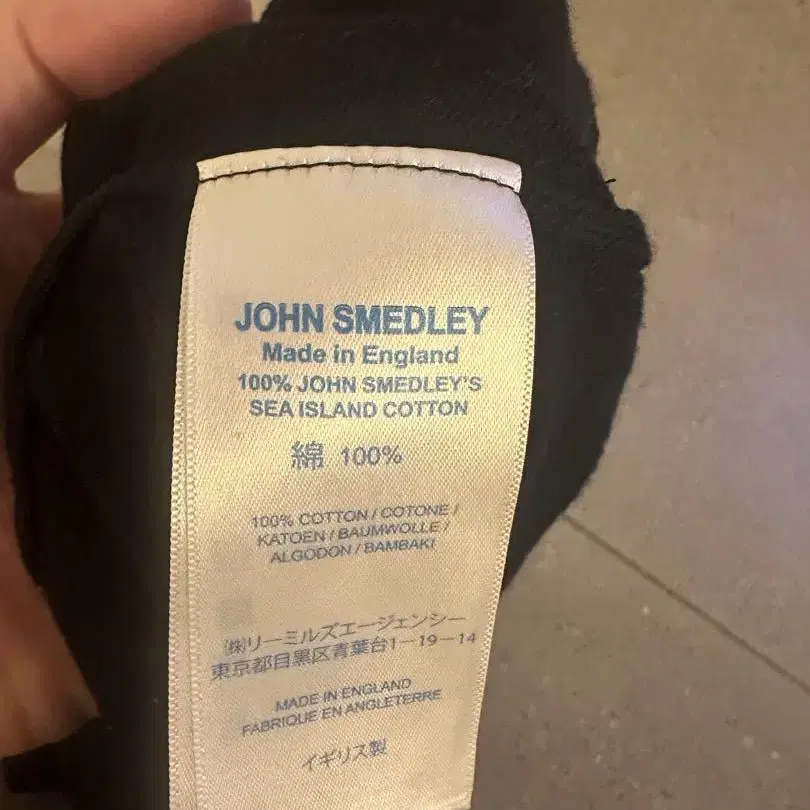 JOHN SMEDLEY
Made in England
100% JOHN SMEDLEY'S
SEA ISLAND COTTON
綿 100%
100% COTTON / COTONE /
KATOEN / BAUMWOLLE /
ALGODON / BAMBAKI
㈱リーミルズエージェンシー
東京都目黒区青葉台1-19-14
MADE IN ENGLAND
FABRIQUE EN ANGLETERRE
イギリス製